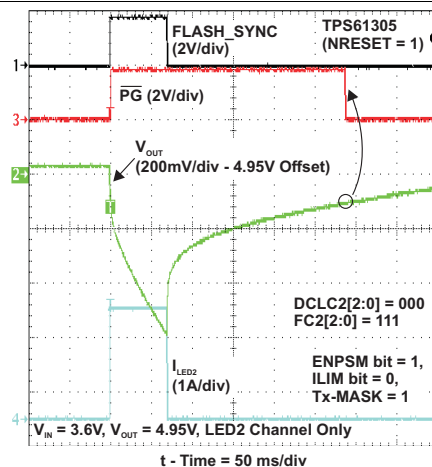 FLASH_SYNC
(2V/div)
TPS61305
(NRESET = 1)
1
PG (2V/div)
3
V_OUT
(200mV/div - 4.95V Offset)
2
DCLC2[2:0] = 000
FC2[2:0] = 111
I_LED2
(1A/div)
ENPSM bit = 1,
ILIM bit = 0,
Tx-MASK = 1
4
V_IN = 3.6V, V_OUT = 4.95V, LED2 Channel Only
t - Time = 50 ms/div